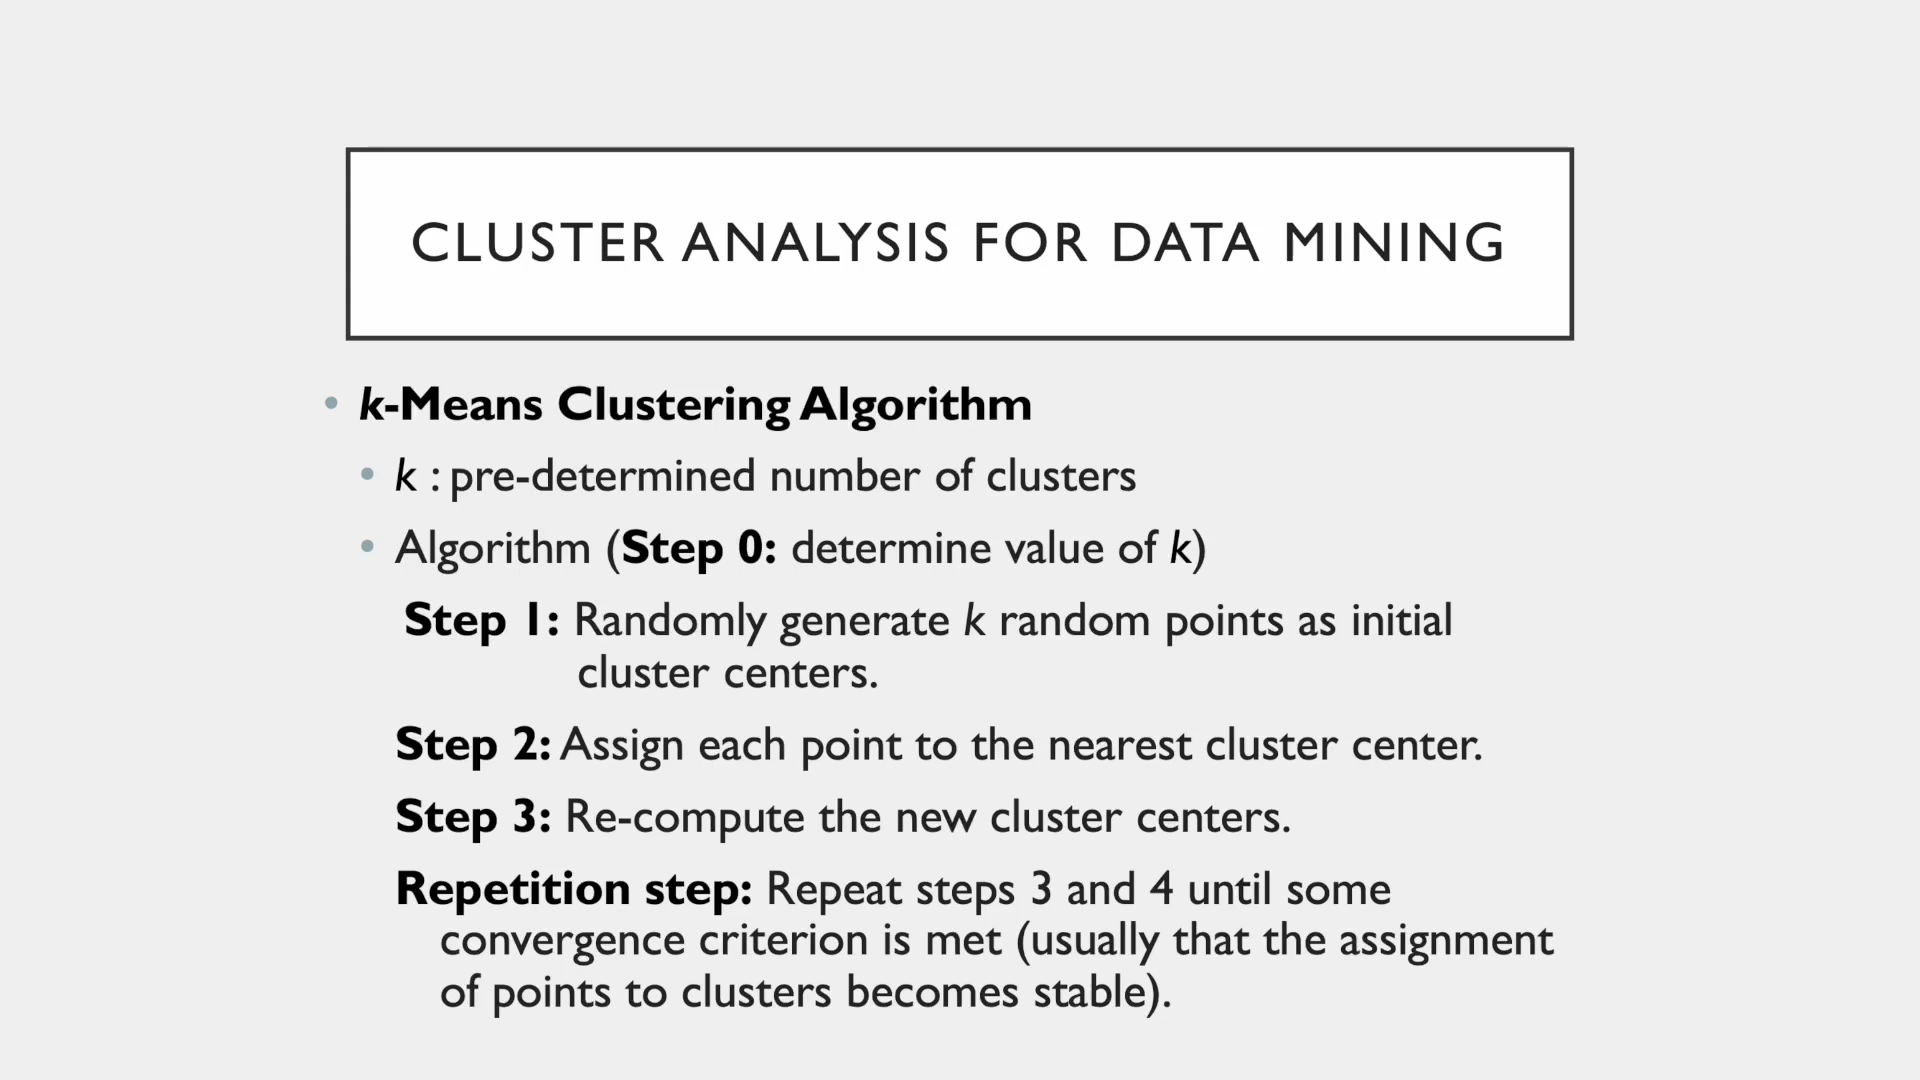 CLUSTER ANALYSIS FOR DATA MINING
• k-Means Clustering Algorithm
• k : pre-determined number of clusters
• Algorithm (Step 0: determine value of k)
Step 1: Randomly generate k random points as initial
cluster centers.
Step 2: Assign each point to the nearest cluster center.
Step 3: Re-compute the new cluster centers.
Repetition step: Repeat steps 3 and 4 until some
convergence criterion is met (usually that the assignment
of points to clusters becomes stable).